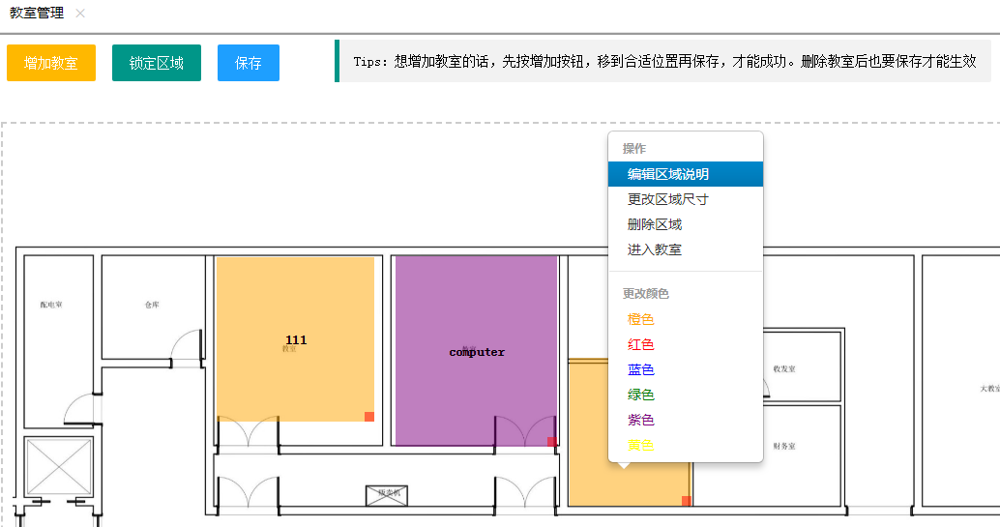 教室管理 ×
增加教室 锁定区域 保存 Tips：想增加教室的话，先按增加按钮，移到合适位置再保存，才能成功。删除教室后也要保存才能生效
操作
编辑区域说明
更改区域尺寸
删除区域
进入教室
更改颜色
橙色
红色
蓝色
绿色
紫色
黄色
配电室
仓库
111
教室
computer
收发室
大教室
财务室
贩卖机